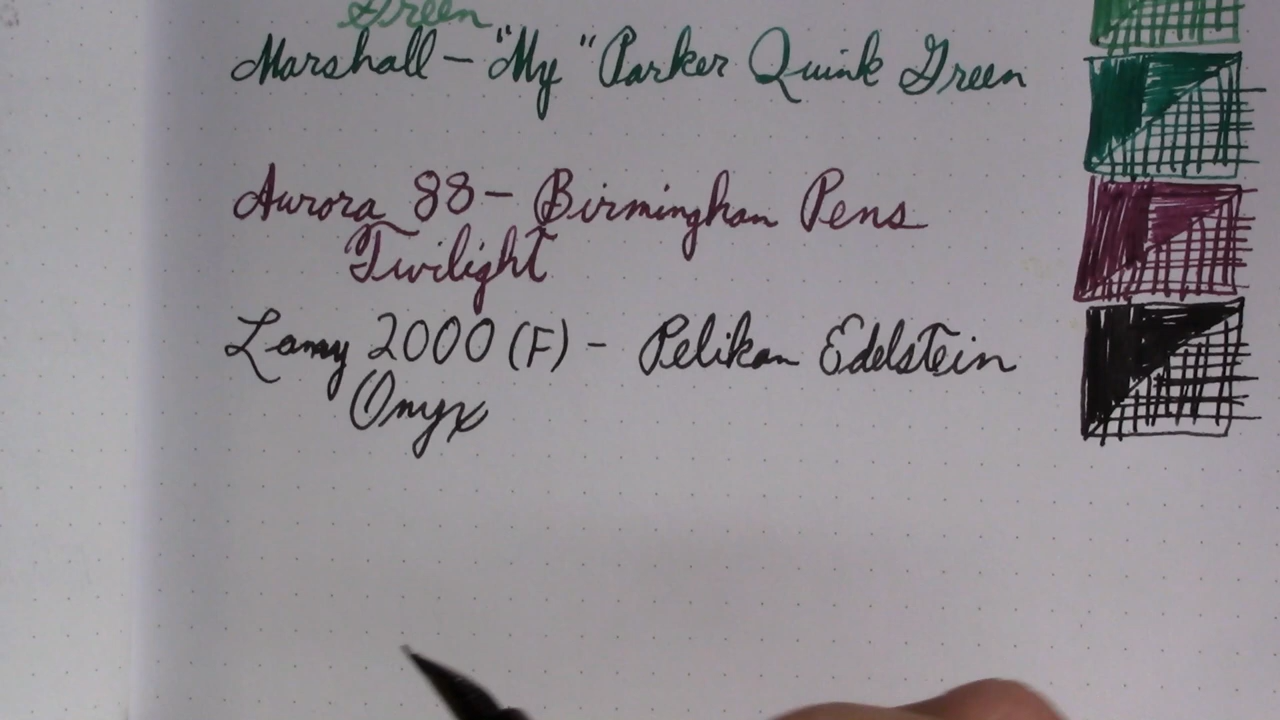 Green
Marshall - "My" Parker Quink Green
Aurora 88 - Birmingham Pens
Twilight
Lamy 2000 (F) - Pelikan Edelstein
Onyx